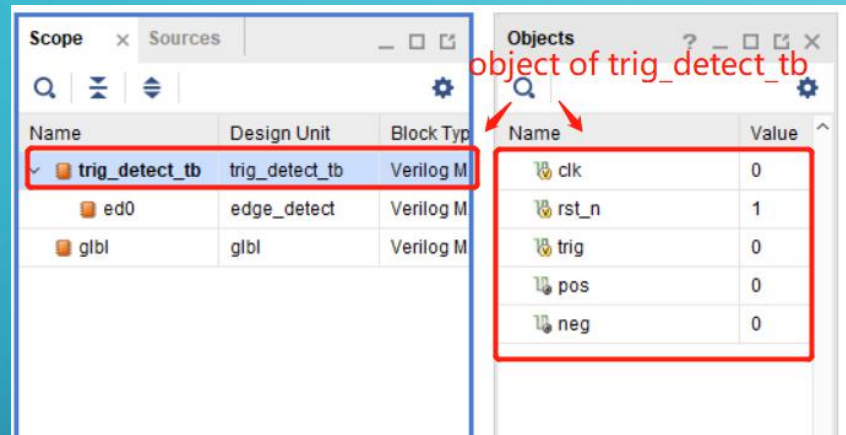 Scope Sources
Objects ?
object of trig_detect_tb
Name Design Unit Block Typ
Name Value
trig_detect_tb trig_detect_tb Verilog M
clk 0
ed0 edge_detect Verilog M
rst_n 1
glbl glbl Verilog M
trig 0
pos 0
neg 0